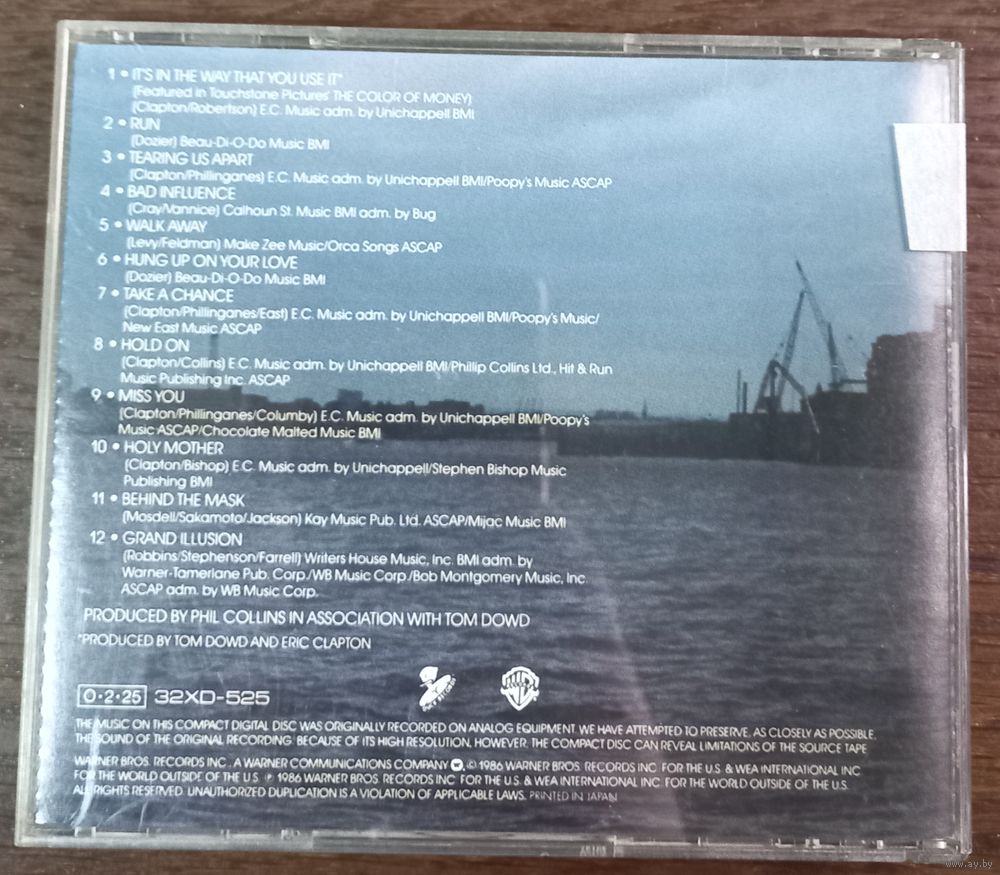 1 • IT'S IN THE WAY THAT YOU USE IT*
(Featured in Touchstone Pictures' THE COLOR OF MONEY)
(Clapton/Robertson) E.C. Music adm. by Unichappell BMI
2 • RUN
(Dozier) Beau-Di-O-Do Music BMI
3 • TEARING US APART
(Clapton/Phillinganes) E.C. Music adm. by Unichappell BMI/Poopy's Music ASCAP
4 • BAD INFLUENCE
(Cray/Vannice) Calhoun St. Music BMI adm. by Bug
5 • WALK AWAY
(Levy/Feldman) Make Zee Music/Orca Songs ASCAP
6 • HUNG UP ON YOUR LOVE
(Dozier) Beau-Di-O-Do Music BMI
7 • TAKE A CHANCE
(Clapton/Phillinganes/East) E.C. Music adm. by Unichappell BMI/Poopy's Music/
New East Music ASCAP
8 • HOLD ON
(Clapton/Collins) E.C. Music adm. by Unichappell BMI/Phillip Collins Ltd., Hit & Run
Music Publishing Inc. ASCAP
9 • MISS YOU
(Clapton/Phillinganes/Columby) E.C. Music adm. by Unichappell BMI/Poopy's
Music ASCAP/Chocolate Malted Music BMI
10 • HOLY MOTHER
(Clapton/Bishop) E.C. Music adm. by Unichappell/Stephen Bishop Music
Publishing BMI
11 • BEHIND THE MASK
(Mosdell/Sakamoto/Jackson) Kay Music Pub. Ltd. ASCAP/Mijac Music BMI
12 • GRAND ILLUSION
(Robbins/Stephenson/Farrell) Writers House Music, Inc. BMI adm. by
Warner-Tamerlane Pub. Corp./WB Music Corp./Bob Montgomery Music, Inc.
ASCAP adm. by WB Music Corp.
PRODUCED BY PHIL COLLINS IN ASSOCIATION WITH TOM DOWD
*PRODUCED BY TOM DOWD AND ERIC CLAPTON
O•2•25 32XD-525
THE MUSIC ON THIS COMPACT DIGITAL DISC WAS ORIGINALLY RECORDED ON ANALOG EQUIPMENT. WE HAVE ATTEMPTED TO PRESERVE, AS CLOSELY AS POSSIBLE,
THE SOUND OF THE ORIGINAL RECORDING. BECAUSE OF ITS HIGH RESOLUTION, HOWEVER, THE COMPACT DISC CAN REVEAL LIMITATIONS OF THE SOURCE TAPE.
WARNER BROS. RECORDS INC., A WARNER COMMUNICATIONS COMPANY, © 1986 WARNER BROS. RECORDS INC. FOR THE U.S. & WEA INTERNATIONAL INC.
FOR THE WORLD OUTSIDE OF THE U.S. ℗ 1986 WARNER BROS. RECORDS INC. FOR THE U.S. & WEA INTERNATIONAL INC. FOR THE WORLD OUTSIDE OF THE U.S.
ALL RIGHTS RESERVED. UNAUTHORIZED DUPLICATION IS A VIOLATION OF APPLICABLE LAWS. PRINTED IN JAPAN
www.ay.by